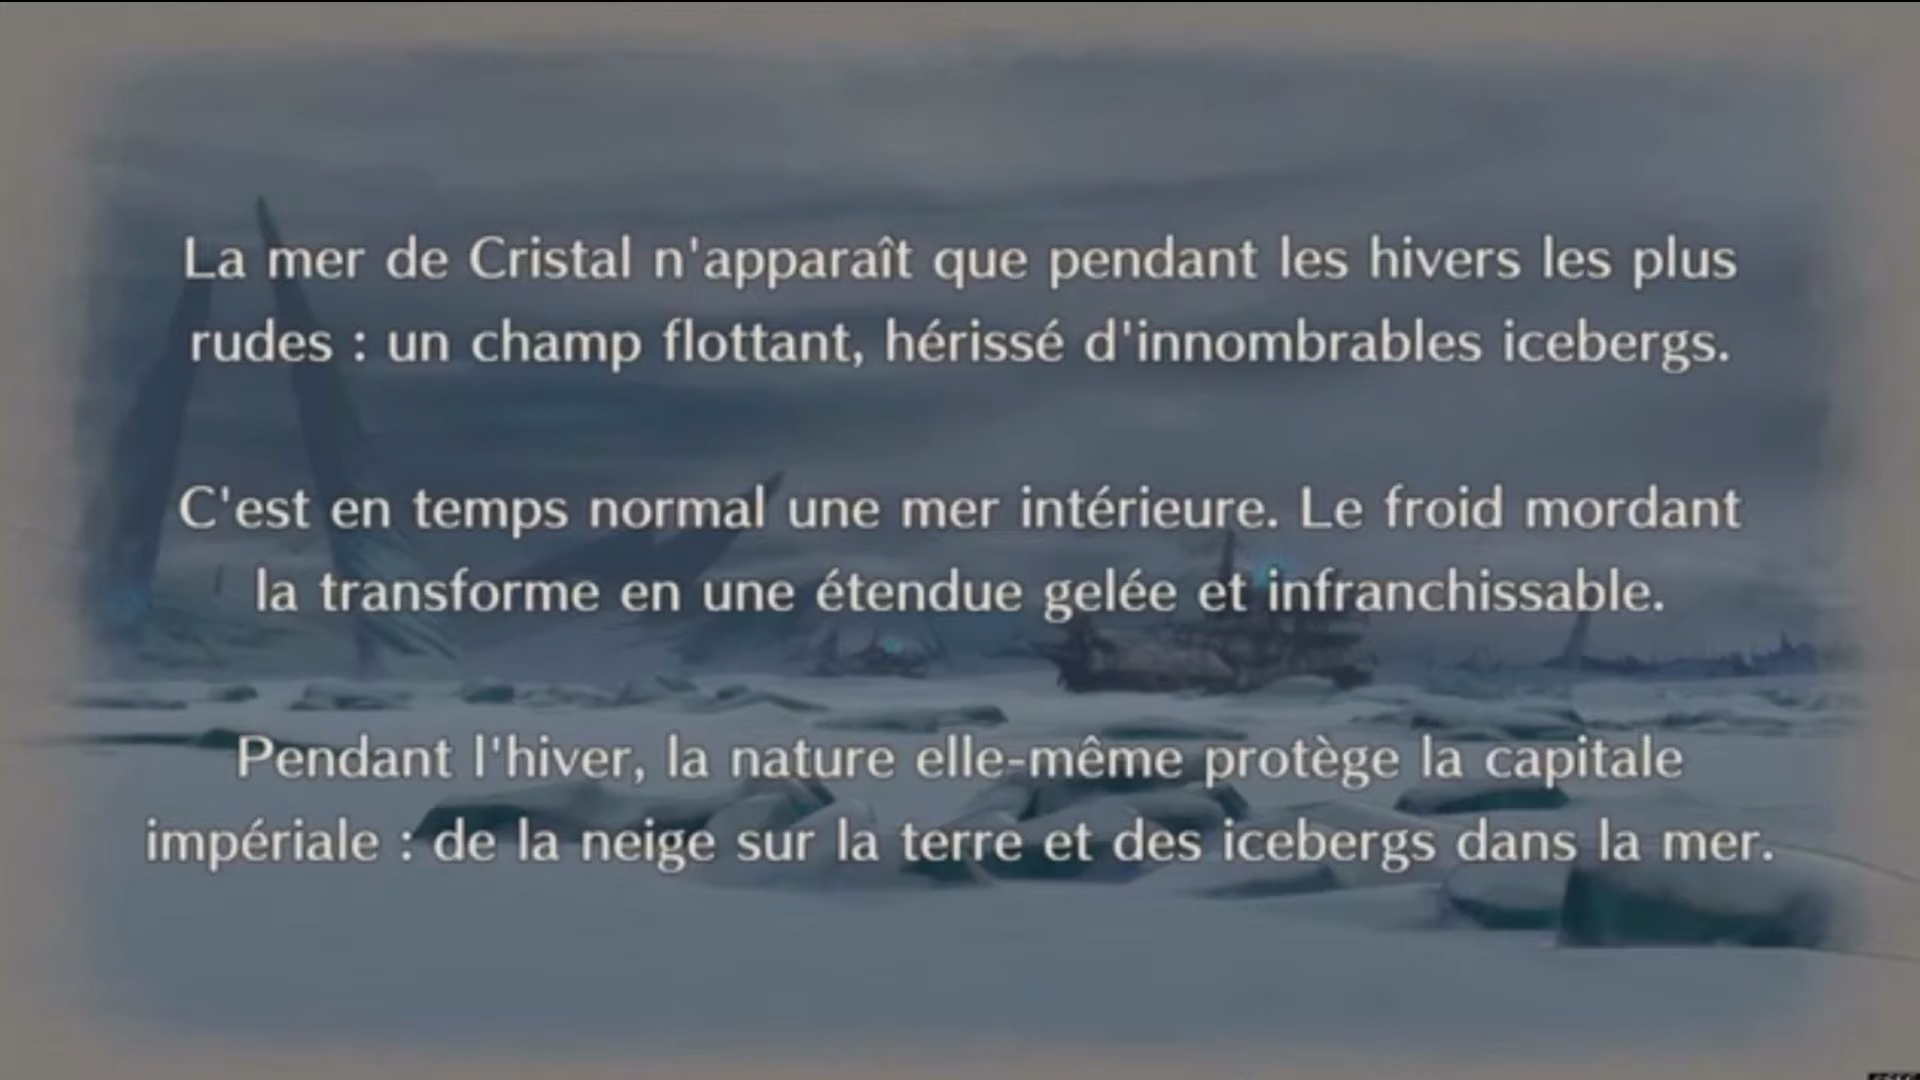 La mer de Cristal n'apparaît que pendant les hivers les plus
rudes : un champ flottant, hérissé d'innombrables icebergs.
C'est en temps normal une mer intérieure. Le froid mordant
la transforme en une étendue gelée et infranchissable.
Pendant l'hiver, la nature elle-même protège la capitale
impériale : de la neige sur la terre et des icebergs dans la mer.